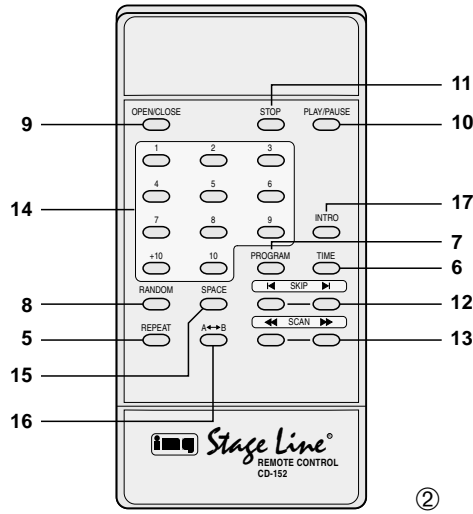 11
OPEN/CLOSE STOP PLAY/PAUSE
9 10
1 2 3
4 5 6
14 17
7 8 9 INTRO
7
+10 10 PROGRAM TIME
6
RANDOM SPACE SKIP
8 12
REPEAT A↔B SCAN
5 13
15
16
img Stage Line®
REMOTE CONTROL
CD-152
②